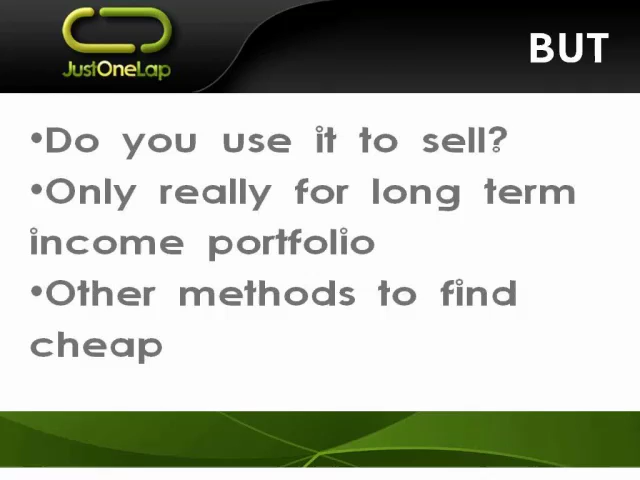 JustOneLap
BUT
•Do you use it to sell?
•Only really for long term
income portfolio
•Other methods to find
cheap